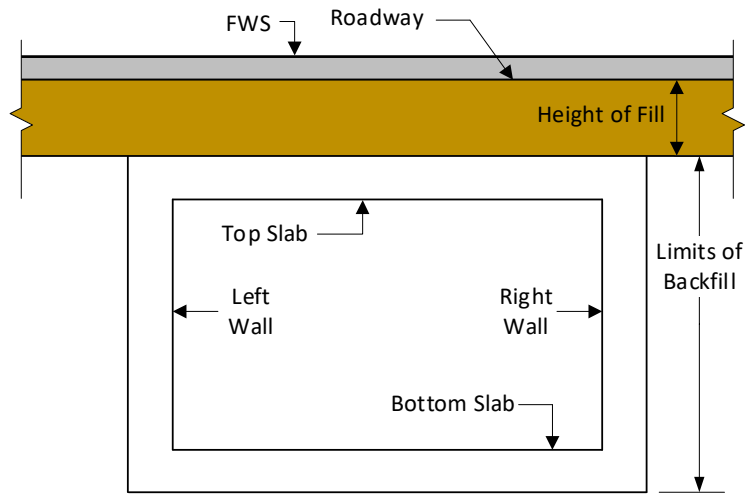 FWS
Roadway
Height of Fill
Top Slab
Limits of
Backfill
Left
Wall
Right
Wall
Bottom Slab